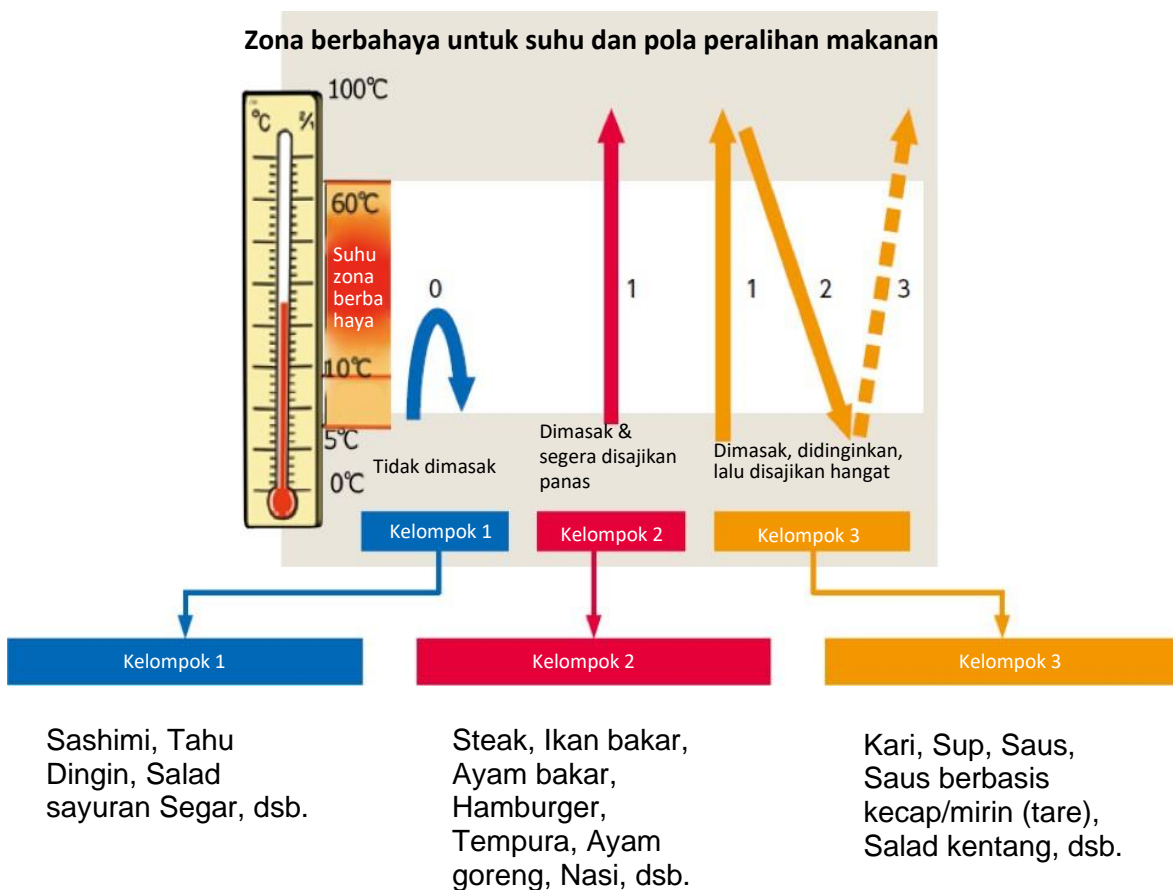 Zona berbahaya untuk suhu dan pola peralihan makanan
100℃
℃
60℃
Suhu
zona
berba
haya
10℃
5℃
0℃
0
1
1
2
3
Tidak dimasak
Dimasak &
segera disajikan
panas
Dimasak, didinginkan,
lalu disajikan hangat
Kelompok 1
Kelompok 2
Kelompok 3
Kelompok 1
Kelompok 2
Kelompok 3
Sashimi, Tahu
Dingin, Salad
sayuran Segar, dsb.
Steak, Ikan bakar,
Ayam bakar,
Hamburger,
Tempura, Ayam
goreng, Nasi, dsb.
Kari, Sup, Saus,
Saus berbasis
kecap/mirin (tare),
Salad kentang, dsb.